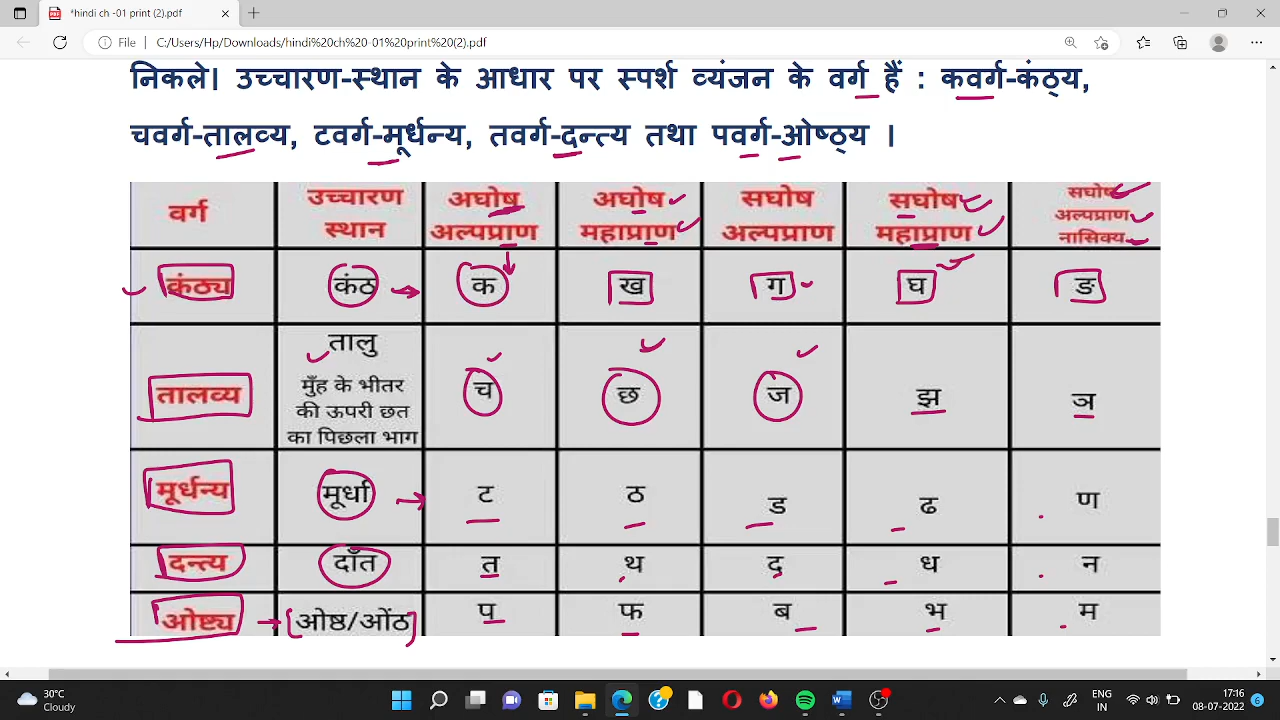 *hindi ch -01 print (2).pdf
File C:/Users/Hp/Downloads/hindi%20ch%20-01%20print%20(2).pdf
निकले। उच्चारण-स्थान के आधार पर स्पर्श व्यंजन के वर्ग हैं : कवर्ग-कंठ्य,
चवर्ग-तालव्य, टवर्ग-मूर्धन्य, तवर्ग-दन्त्य तथा पवर्ग-ओष्ठ्य ।
वर्ग उच्चारण स्थान अघोष अल्पप्राण अघोष महाप्राण सघोष अल्पप्राण सघोष महाप्राण सघोष अल्पप्राण नासिक्य
कंठ्य कंठ क ख ग घ ङ
तालव्य तालु च छ ज झ ञ
मुँह के भीतर
की ऊपरी छत
का पिछला भाग
मूर्धन्य मूर्धा ट ठ ड ढ ण
दन्त्य दाँत त थ द ध न
ओष्ट्य ओष्ठ/ओंठ प फ ब भ म
30°C
Cloudy
ENG
IN
17:16
08-07-2022
6